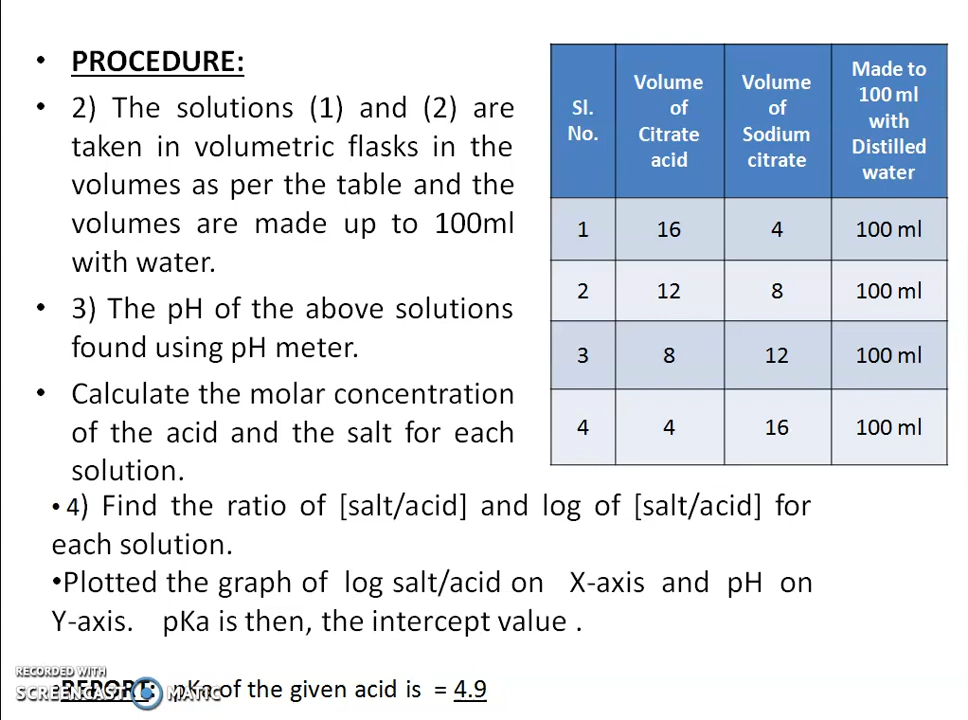 • PROCEDURE:
• 2) The solutions (1) and (2) are
taken in volumetric flasks in the
volumes as per the table and the
volumes are made up to 100ml
with water.
• 3) The pH of the above solutions
found using pH meter.
• Calculate the molar concentration
of the acid and the salt for each
solution.
• 4) Find the ratio of [salt/acid] and log of [salt/acid] for
each solution.
•Plotted the graph of log salt/acid on X-axis and pH on
Y-axis. pKa is then, the intercept value .
•REPORT: pKa of the given acid is = 4.9
Sl. No. Volume of Citrate acid Volume of Sodium citrate Made to 100 ml with Distilled water
1 16 4 100 ml
2 12 8 100 ml
3 8 12 100 ml
4 4 16 100 ml
RECORDED WITH
SCREENCAST MATIC